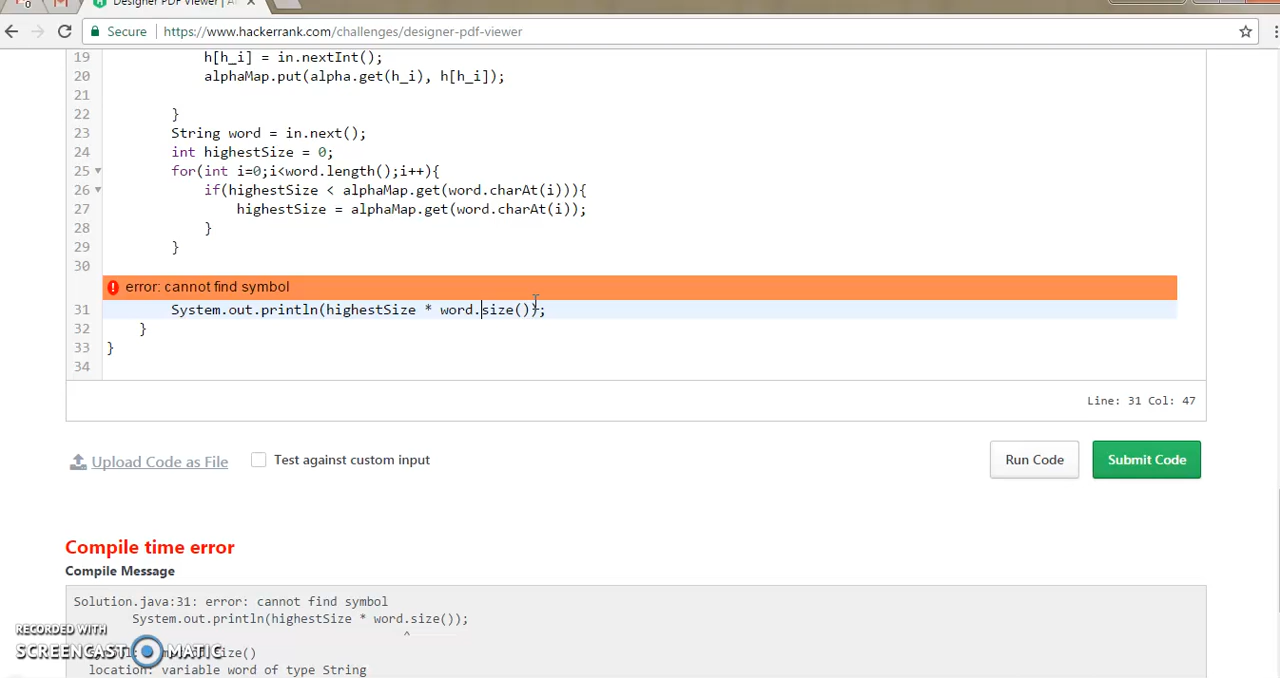 Designer PDF Viewer
Secure https://www.hackerrank.com/challenges/designer-pdf-viewer
19 h[h_i] = in.nextInt();
20 alphaMap.put(alpha.get(h_i), h[h_i]);
21
22 }
23 String word = in.next();
24 int highestSize = 0;
25 for(int i=0;i<word.length();i++){
26 if(highestSize < alphaMap.get(word.charAt(i))){
27 highestSize = alphaMap.get(word.charAt(i));
28 }
29 }
30
error: cannot find symbol
31 System.out.println(highestSize * word.size());
32 }
33 }
34
Line: 31 Col: 47
Upload Code as File Test against custom input Run Code Submit Code
Compile time error
Compile Message
Solution.java:31: error: cannot find symbol
System.out.println(highestSize * word.size());
^
RECORDED WITH
SCREENCAST MATIC
size()
location: variable word of type String